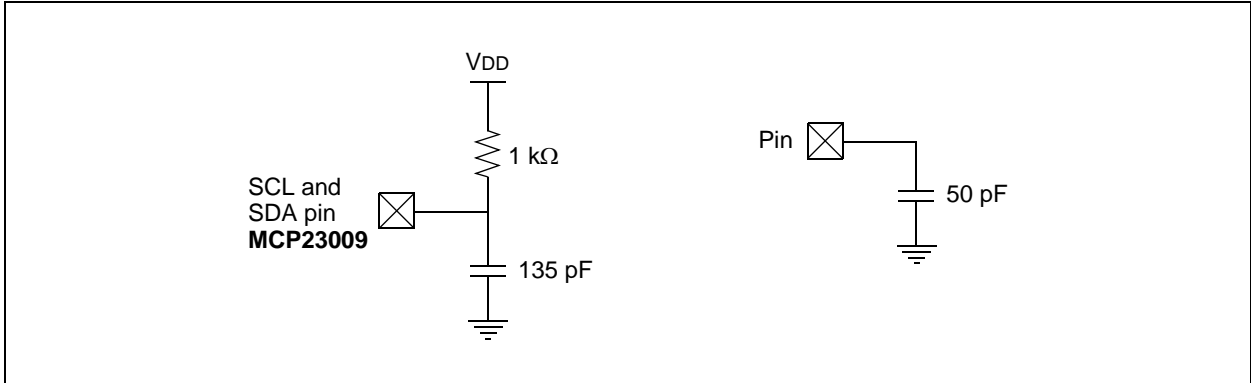 VDD
1 kΩ
SCL and
SDA pin
MCP23009
135 pF
Pin
50 pF